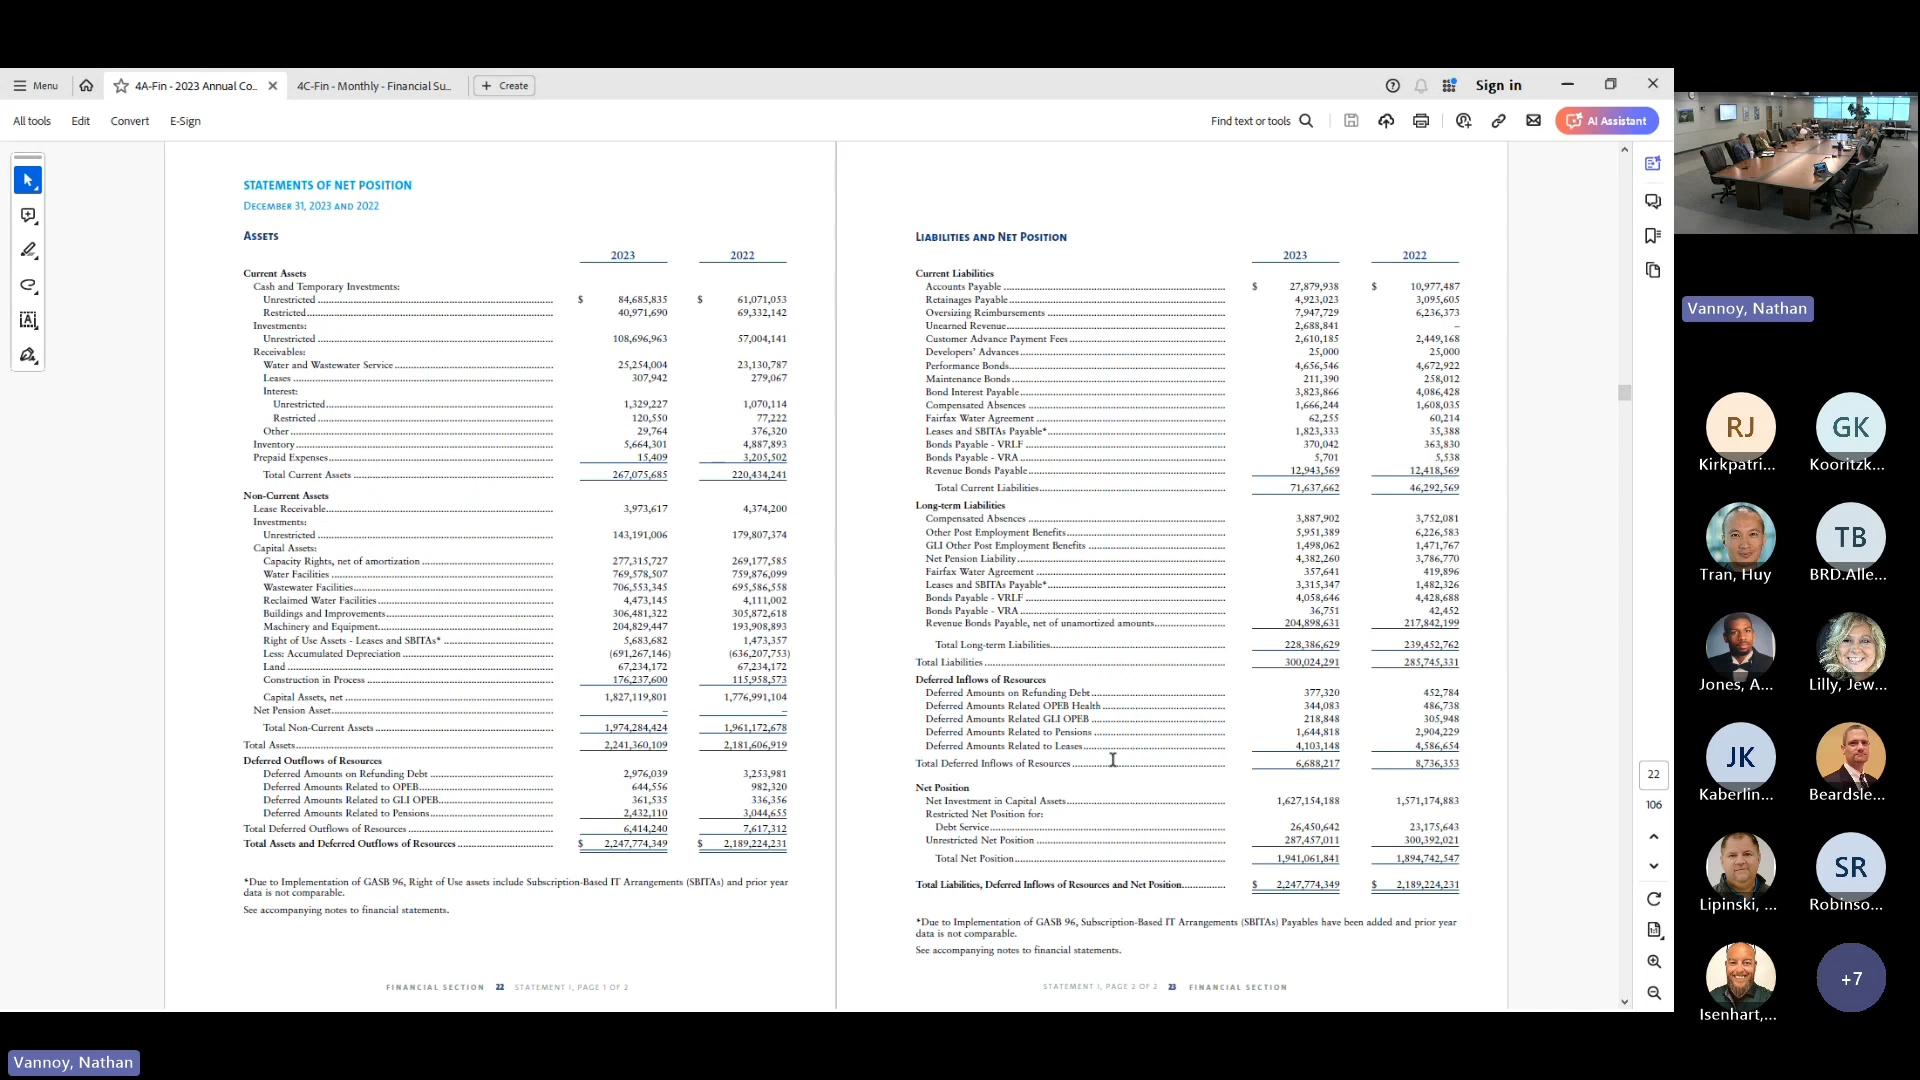 Menu
4A-Fin - 2023 Annual Co...
4C-Fin - Monthly - Financial Su...
Create
Sign in
All tools
Edit
Convert
E-Sign
Find text or tools
AI Assistant
STATEMENTS OF NET POSITION
DECEMBER 31, 2023 AND 2022
ASSETS
2023 2022
Current Assets
Cash and Temporary Investments:
Unrestricted $ 84,685,835 $ 61,071,053
Restricted 40,971,690 69,332,142
Investments:
Unrestricted 108,696,963 57,004,141
Receivables:
Water and Wastewater Service 25,254,004 23,130,787
Leases 307,942 279,067
Interest:
Unrestricted 1,329,227 1,070,114
Restricted 120,550 77,222
Other 29,764 376,320
Inventory 5,664,301 4,887,893
Prepaid Expenses 15,409 3,205,502
Total Current Assets 267,075,685 220,434,241
Non-Current Assets
Lease Receivable 3,973,617 4,374,200
Investments:
Unrestricted 143,191,006 179,807,374
Capital Assets:
Capacity Rights, net of amortization 277,315,727 269,177,585
Water Facilities 769,578,507 759,876,099
Wastewater Facilities 706,553,345 695,586,558
Reclaimed Water Facilities 4,473,145 4,111,002
Buildings and Improvements 306,481,322 305,872,618
Machinery and Equipment 204,829,447 193,908,893
Right of Use Assets - Leases and SBITAs* 5,683,682 1,473,357
Less: Accumulated Depreciation (691,267,146) (636,207,753)
Land 67,234,172 67,234,172
Construction in Process 176,237,600 115,958,573
Capital Assets, net 1,827,119,801 1,776,991,104
Net Pension Asset – –
Total Non-Current Assets 1,974,284,424 1,961,172,678
Total Assets 2,241,360,109 2,181,606,919
Deferred Outflows of Resources
Deferred Amounts on Refunding Debt 2,976,039 3,253,981
Deferred Amounts Related to OPEB 644,556 982,320
Deferred Amounts Related to GLI OPEB 361,535 336,356
Deferred Amounts Related to Pensions 2,432,110 3,044,655
Total Deferred Outflows of Resources 6,414,240 7,617,312
Total Assets and Deferred Outflows of Resources $ 2,247,774,349 $ 2,189,224,231
*Due to Implementation of GASB 96, Right of Use assets include Subscription-Based IT Arrangements (SBITAs) and prior year
data is not comparable.
See accompanying notes to financial statements.
FINANCIAL SECTION 22 STATEMENT 1, PAGE 1 OF 2
LIABILITIES AND NET POSITION
2023 2022
Current Liabilities
Accounts Payable $ 27,879,938 $ 10,977,487
Retainages Payable 4,923,023 3,095,605
Oversizing Reimbursements 7,947,729 6,236,373
Unearned Revenue 2,688,841 –
Customer Advance Payment Fees 2,610,185 2,449,168
Developers' Advances 25,000 25,000
Performance Bonds 4,656,546 4,672,922
Maintenance Bonds 211,390 258,012
Bond Interest Payable 3,823,866 4,086,428
Compensated Absences 1,666,244 1,608,035
Fairfax Water Agreement 62,255 60,214
Leases and SBITAs Payable* 1,823,333 35,388
Bonds Payable - VRLF 370,042 363,830
Bonds Payable - VRA 5,701 5,538
Revenue Bonds Payable 12,943,569 12,418,569
Total Current Liabilities 71,637,662 46,292,569
Long-term Liabilities
Compensated Absences 3,887,902 3,752,081
Other Post Employment Benefits 5,951,389 6,226,583
GLI Other Post Employment Benefits 1,498,062 1,471,767
Net Pension Liability 4,382,260 3,786,770
Fairfax Water Agreement 357,641 419,896
Leases and SBITAs Payable* 3,315,347 1,482,326
Bonds Payable - VRLF 4,058,646 4,428,688
Bonds Payable - VRA 36,751 42,452
Revenue Bonds Payable, net of unamortized amounts 204,898,631 217,842,199
Total Long-term Liabilities 228,386,629 239,452,762
Total Liabilities 300,024,291 285,745,331
Deferred Inflows of Resources
Deferred Amounts on Refunding Debt 377,320 452,784
Deferred Amounts Related OPEB Health 344,083 486,738
Deferred Amounts Related GLI OPEB 218,848 305,948
Deferred Amounts Related to Pensions 1,644,818 2,904,229
Deferred Amounts Related to Leases 4,103,148 4,586,654
Total Deferred Inflows of Resources 6,688,217 8,736,353
Net Position
Net Investment in Capital Assets 1,627,154,188 1,571,174,883
Restricted Net Position for:
Debt Service 26,450,642 23,175,643
Unrestricted Net Position 287,457,011 300,392,021
Total Net Position 1,941,061,841 1,894,742,547
Total Liabilities, Deferred Inflows of Resources and Net Position $ 2,247,774,349 $ 2,189,224,231
*Due to Implementation of GASB 96, Subscription-Based IT Arrangements (SBITAs) Payables have been added and prior year
data is not comparable.
See accompanying notes to financial statements.
STATEMENT 1, PAGE 2 OF 2 23 FINANCIAL SECTION
22
106
Vannoy, Nathan
RJ
Kirkpatri...
GK
Kooritzk...
Tran, Huy
TB
BRD.Alle...
Jones, A...
Lilly, Jew...
JK
Kaberlin...
Beardsle...
Lipinski, ...
SR
Robinso...
Isenhart,...
+7
Vannoy, Nathan